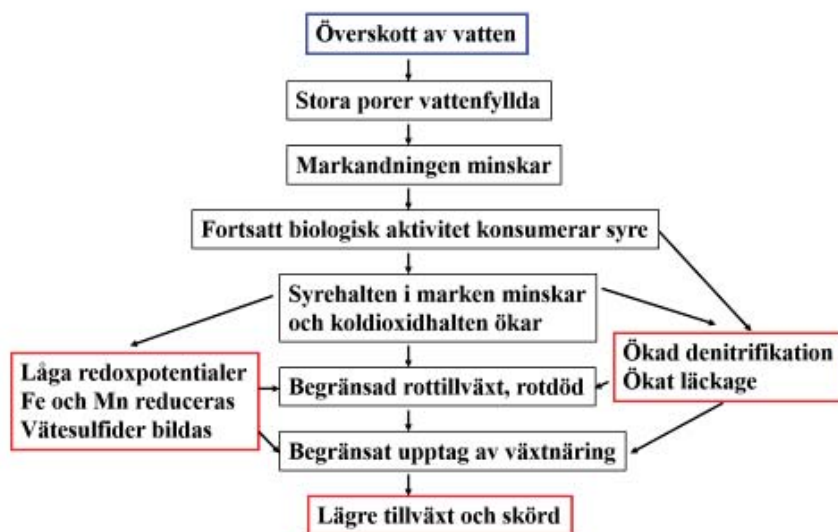 Överskott av vatten
Stora porer vattenfyllda
Markandningen minskar
Fortsatt biologisk aktivitet konsumerar syre
Syrehalten i marken minskar
och koldioxidhalten ökar
Låga redoxpotentialer
Fe och Mn reduceras
Vätesulfider bildas
Ökad denitrifikation
Ökat läckage
Begränsad rottillväxt, rotdöd
Begränsat upptag av växtnäring
Lägre tillväxt och skörd